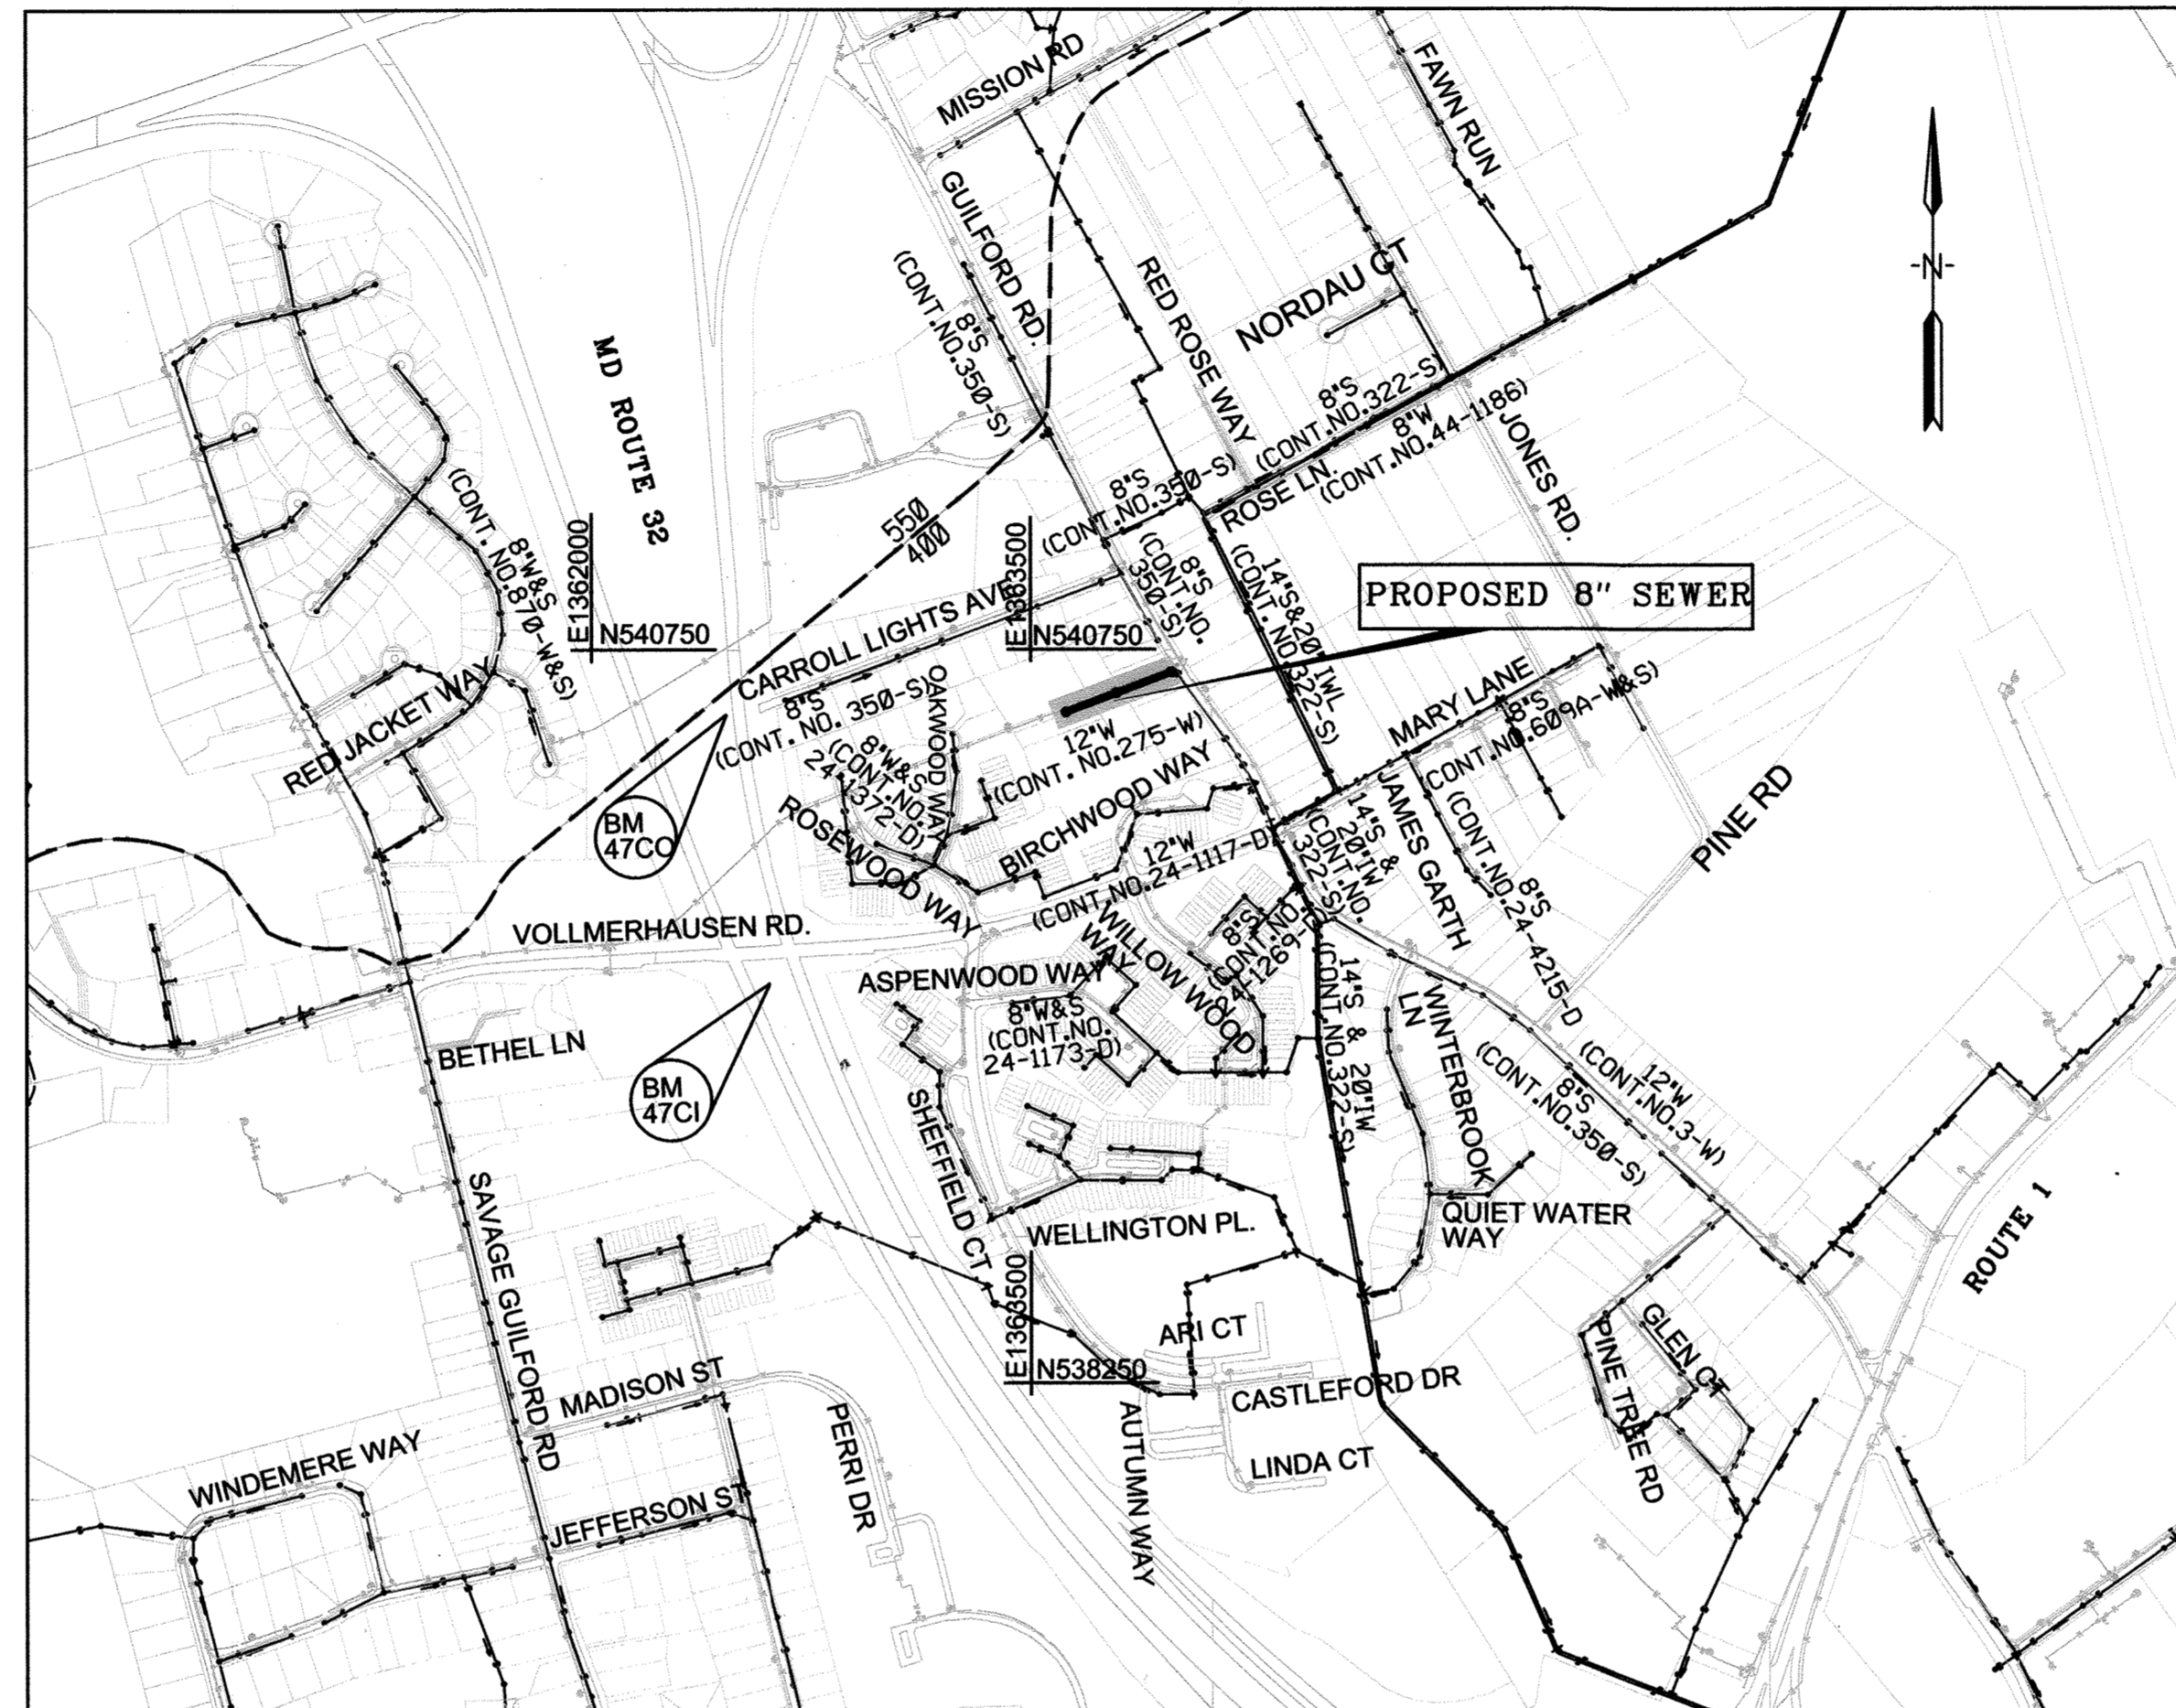 MISSION RD
FAWN RUN
GUILFORD RD.
8"S
(CONT.NO.350-S)
RED ROSE WAY
NORDAU CT
-N-
MD ROUTE 32
8"S
(CONT.NO.322-S)
8"W
(CONT.NO.44-1186)
JONES RD.
ROSE LN.
8"S
(CONT.NO.350-S)
8"S
(CONT.NO.
350-S)
14"S&20"IWL
(CONT. NO.322-S)
550
400
8"W&S
(CONT. NO.870-W&S)
E1362000
N540750
E1363500
N540750
PROPOSED 8" SEWER
CARROLL LIGHTS AVE
8"S
(CONT. NO. 350-S)
OAKWOOD WAY
12"W
(CONT. NO.275-W)
MARY LANE
8"S
(CONT.NO.609A-W&S)
RED JACKET WAY
8"W&S
(CONT.NO.
24-1372-D)
BM
47CO
ROSEWOOD WAY
BIRCHWOOD WAY
12"W
(CONT.NO.24-1117-D)
14"S &
20"IW
(CONT.NO.
322-S)
JAMES GARTH
8"S
(CONT.NO.24-4215-D
PINE RD
VOLLMERHAUSEN RD.
ASPENWOOD WAY
WILLOW WOOD
WAY
8"S
(CONT.NO.
24-1269-D)
8"W&S
(CONT.NO.
24-1173-D)
14"S & 20"IW
(CONT.NO.322-S)
WINTERBROOK
LN
12"W
(CONT.NO.3-W)
8"S
(CONT.NO.350-S)
BETHEL LN
BM
47CI
SHEFFIELD CT
SAVAGE GUILFORD RD
WELLINGTON PL.
QUIET WATER
WAY
ROUTE 1
E1363500
N538250
ARI CT
CASTLEFORD DR
LINDA CT
AUTUMN WAY
GLEN CT
PINE TREE RD
MADISON ST
PERRI DR
WINDEMERE WAY
JEFFERSON ST